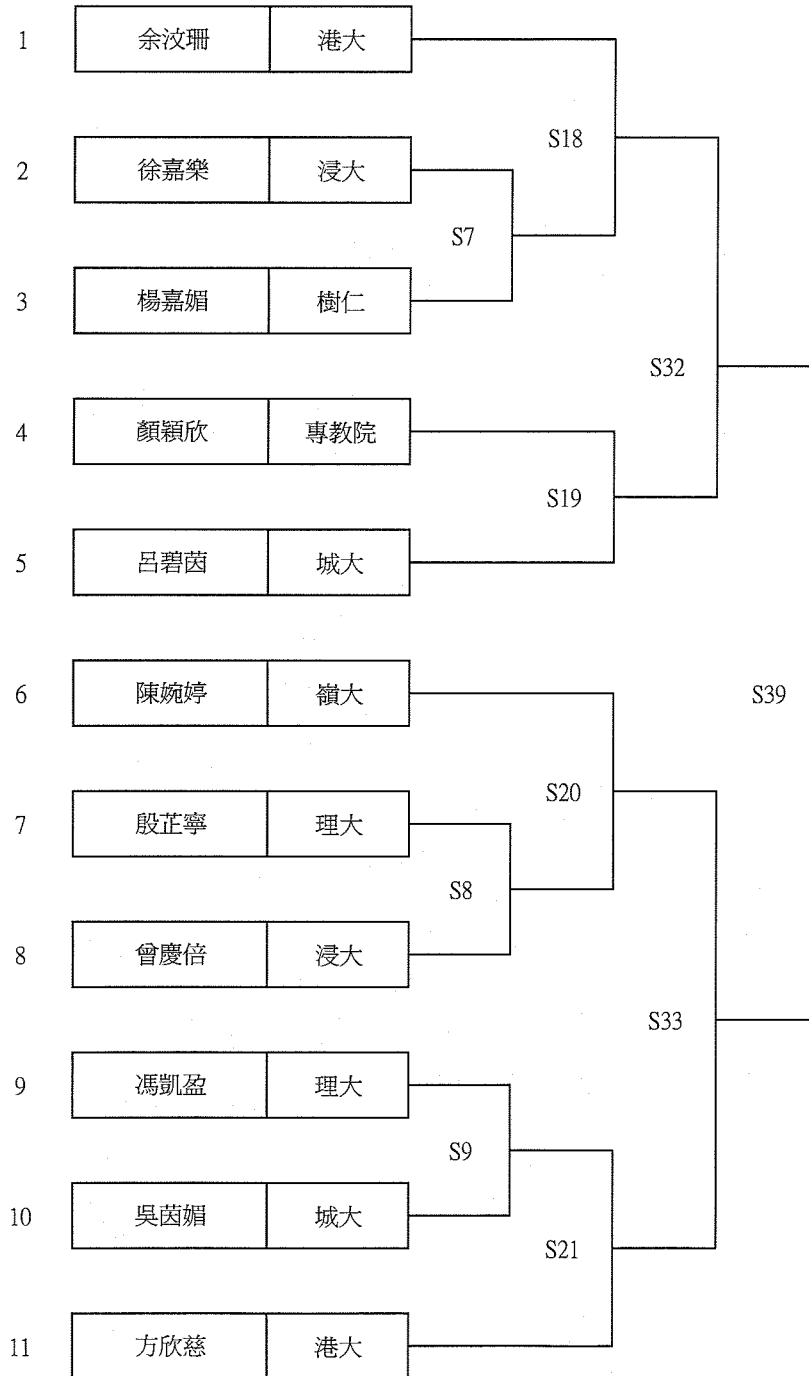 1 余汶珊 港大
S18
2 徐嘉樂 浸大
S7
3 楊嘉媚 樹仁
S32
4 顏穎欣 專教院
S19
5 呂碧茵 城大
6 陳婉婷 嶺大
S39
S20
7 殷芷寧 理大
S8
8 曾慶倍 浸大
S33
9 馮凱盈 理大
S9
10 吳茵媚 城大
S21
11 方欣慈 港大